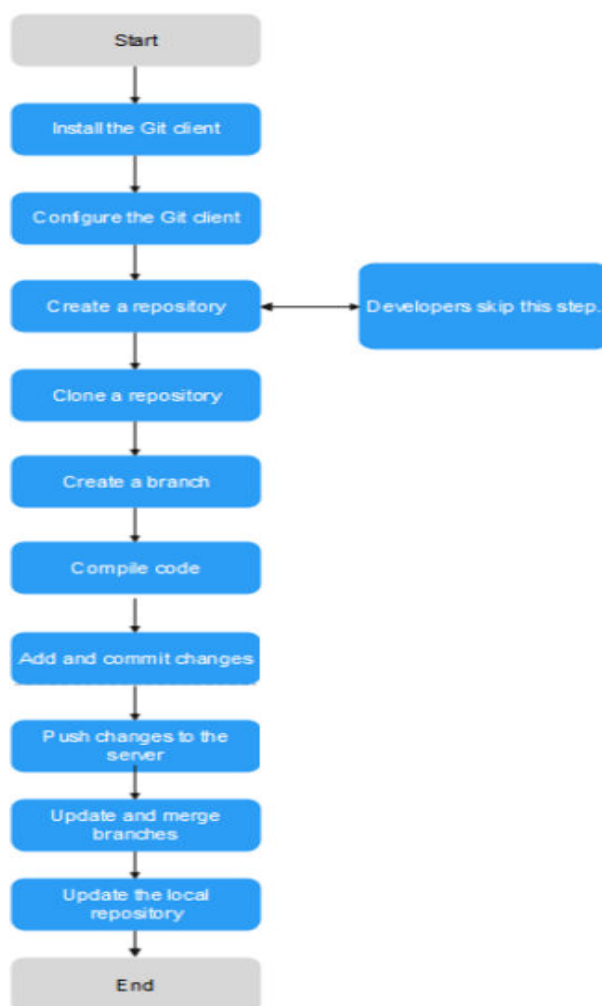 Start
Install the Git client
Configure the Git client
Create a repository
Developers skip this step.
Clone a repository
Create a branch
Compile code
Add and commit changes
Push changes to the
server
Update and merge
branches
Update the local
repository
End